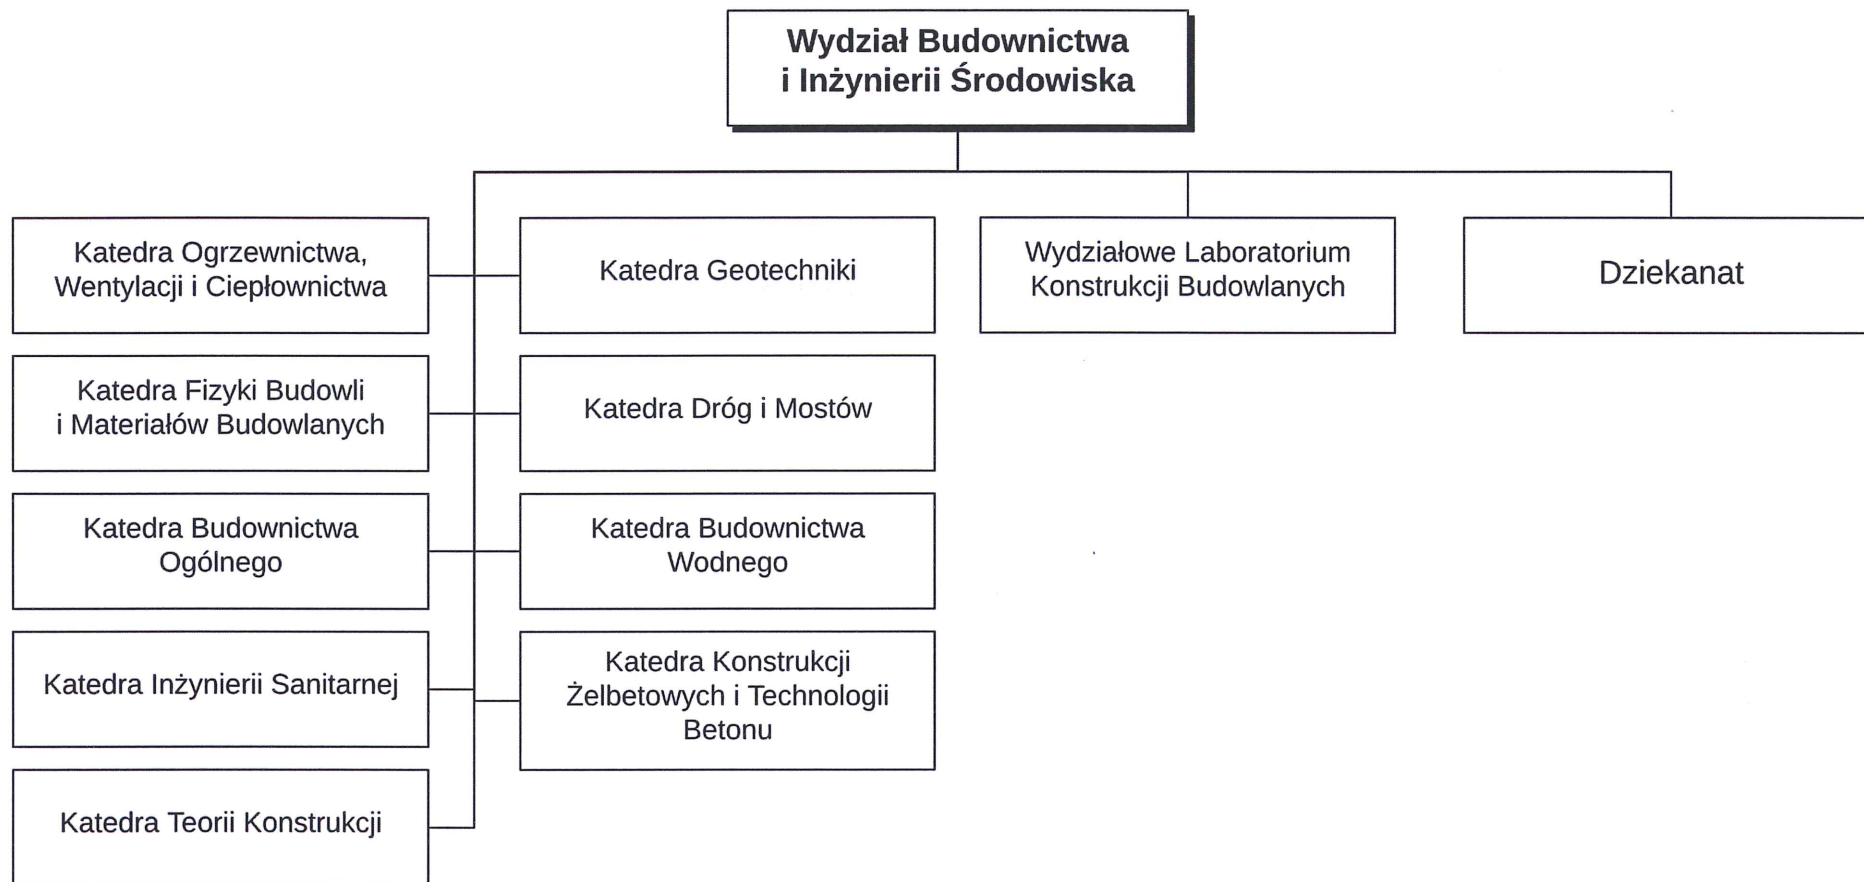 Wydział Budownictwa
i Inżynierii Środowiska
Katedra Ogrzewnictwa,
Wentylacji i Ciepłownictwa
Katedra Geotechniki
Wydziałowe Laboratorium
Konstrukcji Budowlanych
Dziekanat
Katedra Fizyki Budowli
i Materiałów Budowlanych
Katedra Dróg i Mostów
Katedra Budownictwa
Ogólnego
Katedra Budownictwa
Wodnego
Katedra Inżynierii Sanitarnej
Katedra Konstrukcji
Żelbetowych i Technologii
Betonu
Katedra Teorii Konstrukcji